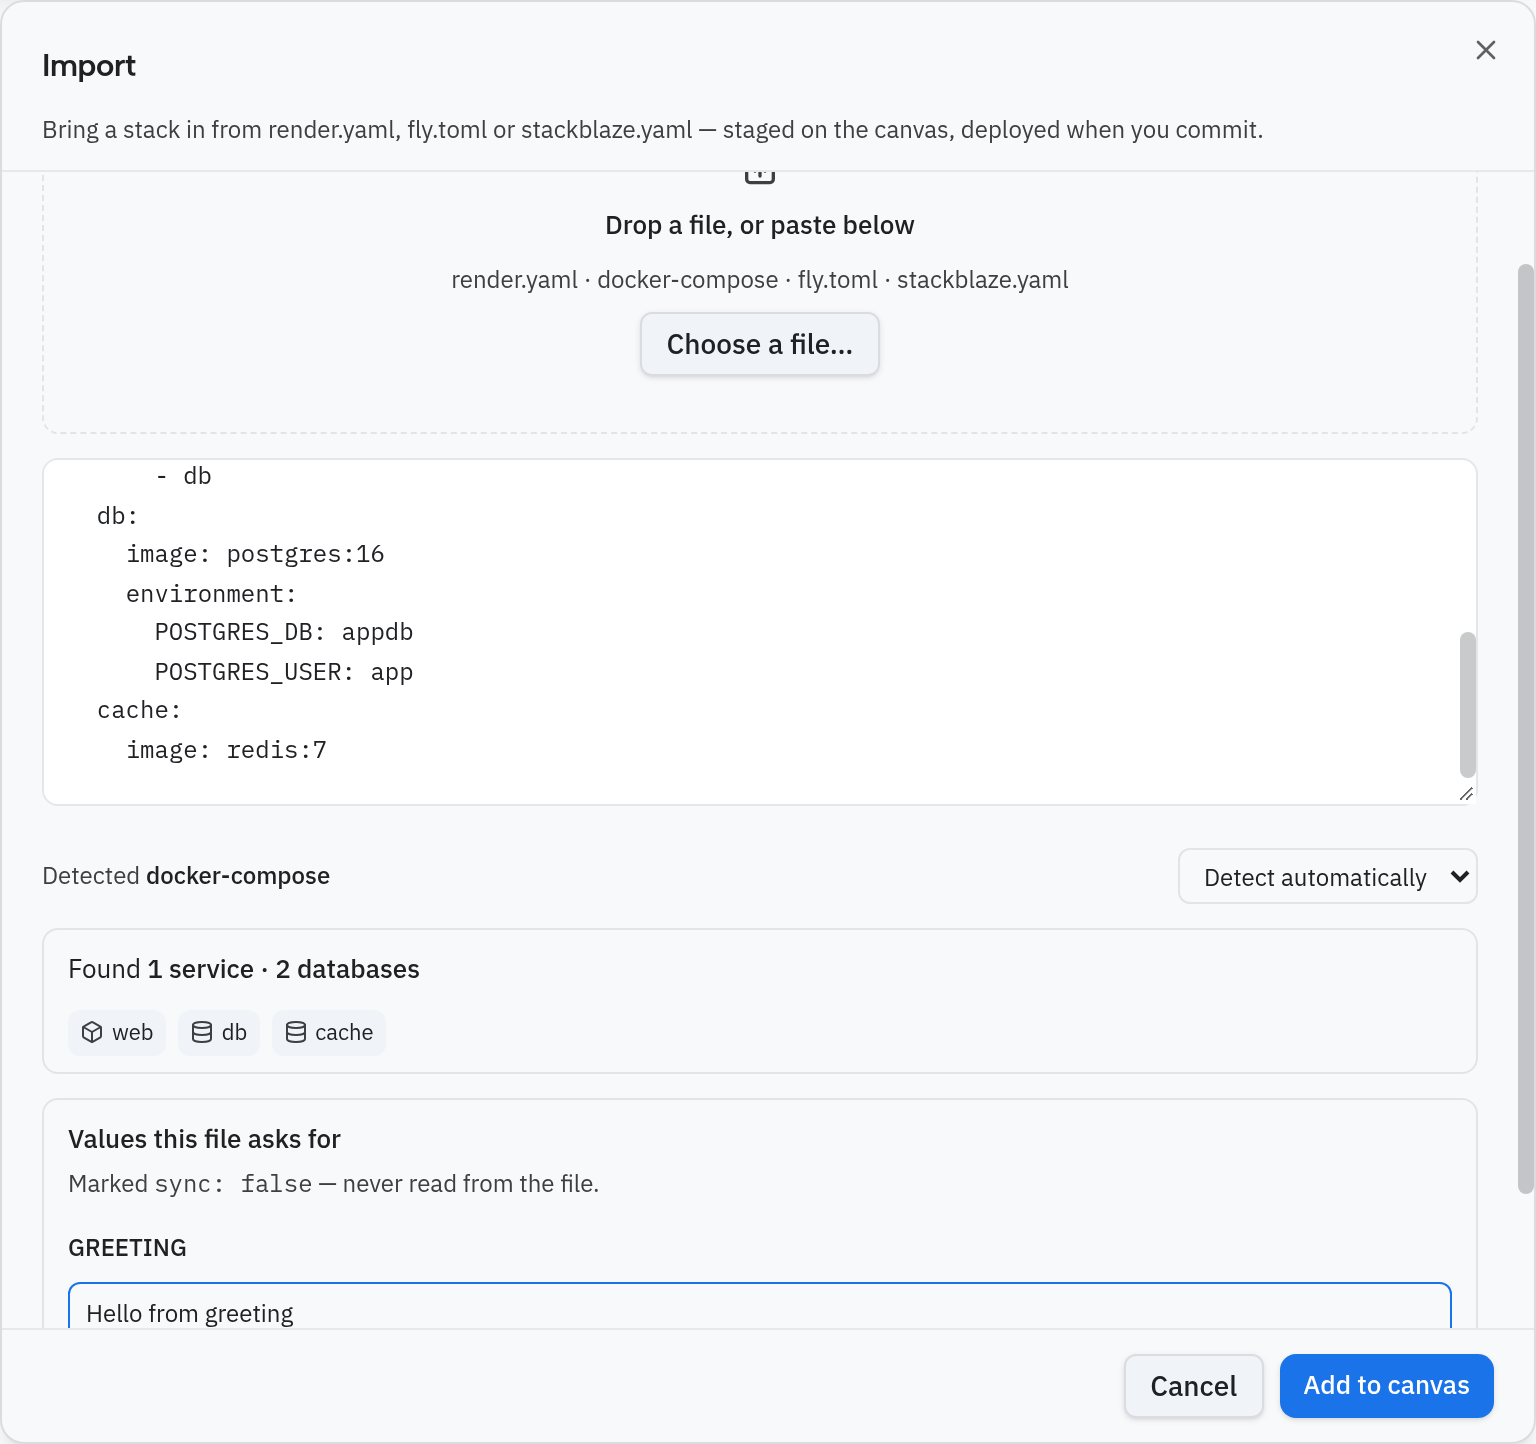 Import
Bring a stack in from render.yaml, fly.toml or stackblaze.yaml — staged on the canvas, deployed when you commit.
Drop a file, or paste below
render.yaml · docker-compose · fly.toml · stackblaze.yaml
Choose a file...
- db
db:
image: postgres:16
environment:
POSTGRES_DB: appdb
POSTGRES_USER: app
cache:
image: redis:7
Detected docker-compose
Detect automatically
Found 1 service · 2 databases
web db cache
Values this file asks for
Marked sync: false — never read from the file.
GREETING
Hello from greeting
Cancel Add to canvas